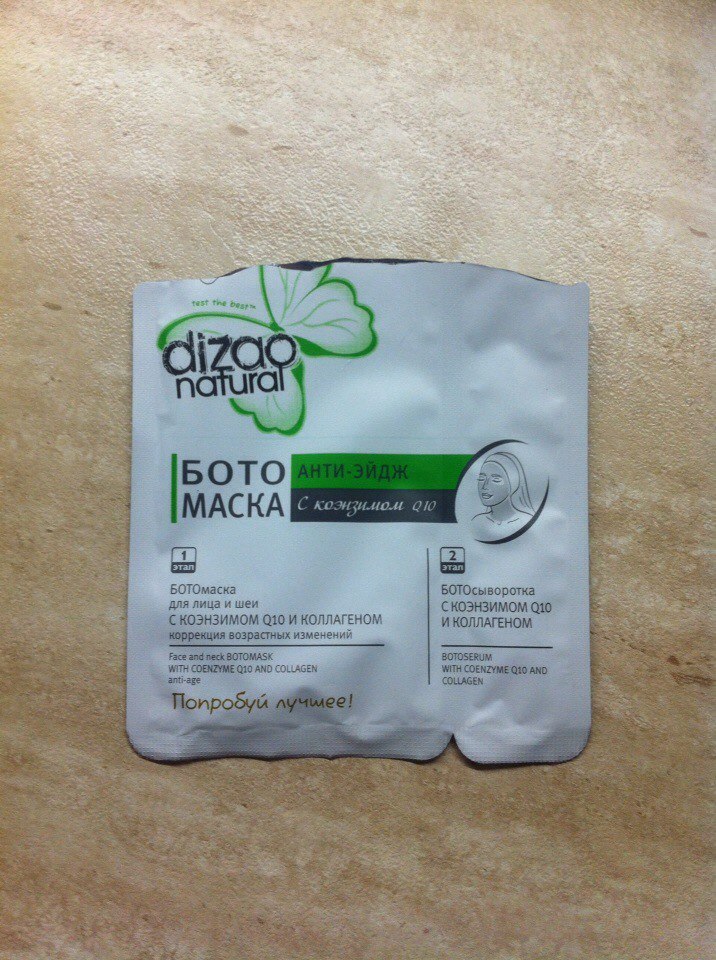 test the best™
dizao
natural
БОТО
МАСКА
АНТИ-ЭЙДЖ
С коэнзимом Q10
1
этап
БОТОмаска
для лица и шеи
С КОЭНЗИМОМ Q10 И КОЛЛАГЕНОМ
коррекция возрастных изменений
Face and neck BOTOMASK
WITH COENZYME Q10 AND COLLAGEN
anti-age
2
этап
БОТОсыворотка
С КОЭНЗИМОМ Q10
И КОЛЛАГЕНОМ
BOTOSERUM
WITH COENZYME Q10 AND
COLLAGEN
Попробуй лучшее!